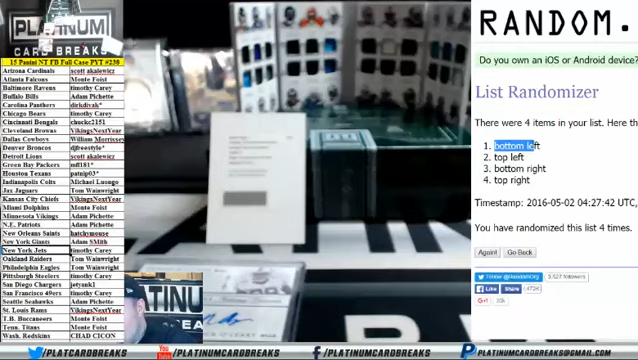 PLATINUM
CARD BREAKS
15 Panini NT FB Full Case PYT #230
Arizona Cardinals scott akalewicz
Atlanta Falcons Monte Foist
Baltimore Ravens timothy Carey
Buffalo Bills Adam Pichette
Carolina Panthers dirkdivak*
Chicago Bears timothy Carey
Cincinnati Bengals chuckc2151
Cleveland Browns VikingsNextYear
Dallas Cowboys William Morrissey
Denver Broncos djfreestyle*
Detroit Lions scott akalewicz
Green Bay Packers mfl181*
Houston Texans patnip03*
Indianapolis Colts Michael Luongo
Jax Jaguars Tom Wainwright
Kansas City Chiefs VikingsNextYear
Miami Dolphins Monte Foist
Minnesota Vikings Adam Pichette
N.E. Patriots Adam Pichette
New Orleans Saints hatchymouse
New York Giants Adam SMith
New York Jets timothy Carey
Oakland Raiders Tom Wainwright
Philadelphia Eagles Tom Wainwright
Pittsburgh Steelers timothy Carey
San Diego Chargers jetyank1
San Francisco 49ers timothy Carey
Seattle Seahawks Adam Pichette
St. Louis Rams VikingsNextYear
T.B. Buccaneers Monte Foist
Tenn. Titans Monte Foist
Wash. Redskins CHAD CICON
RANDOM.
Do you own an iOS or Android device?
List Randomizer
There were 4 items in your list. Here th
1. bottom left
2. top left
3. bottom right
4. top right
Timestamp: 2016-05-02 04:27:42 UTC,
You have randomized this list 4 times.
Again! Go Back
Like Share
/PLATCARDBREAKS
/PLATINUMCARDBREAKS
/PLATINUMCARDBREAKS
PLATINUMCARDBREAKS@GMAIL.COM